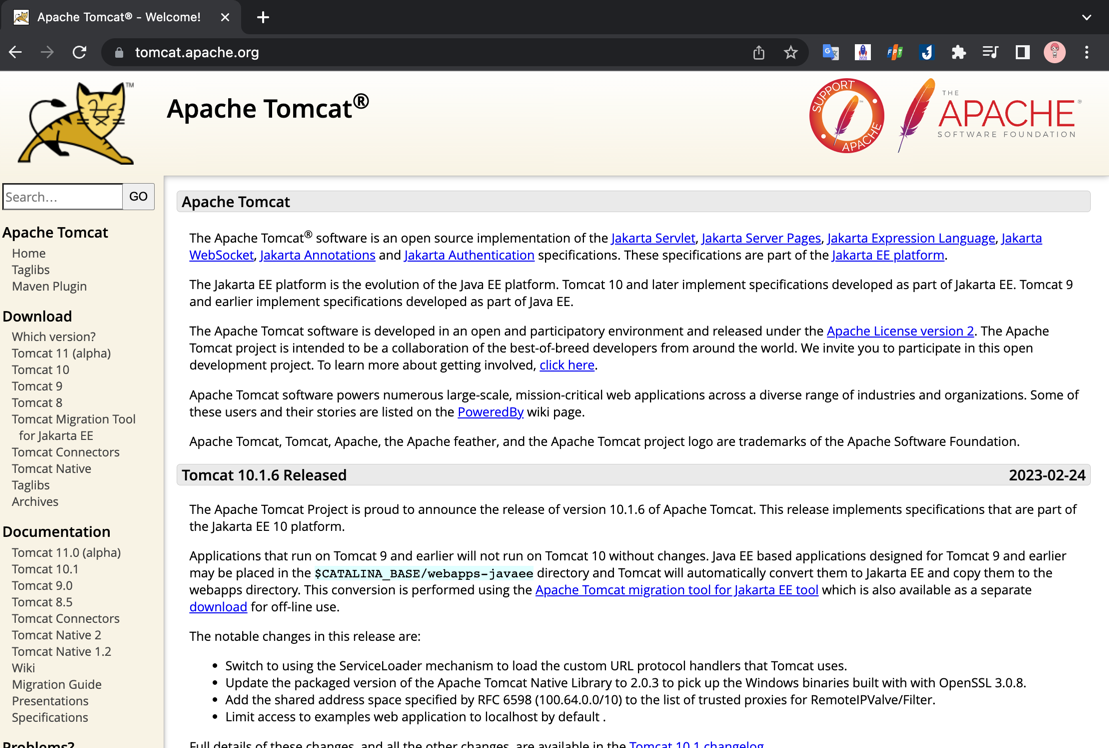 Apache Tomcat® - Welcome!
tomcat.apache.org
Apache Tomcat®
TM
SUPPORT
APACHE
THE
APACHE®
SOFTWARE FOUNDATION
Search...
GO
Apache Tomcat
Home
Taglibs
Maven Plugin
Download
Which version?
Tomcat 11 (alpha)
Tomcat 10
Tomcat 9
Tomcat 8
Tomcat Migration Tool
for Jakarta EE
Tomcat Connectors
Tomcat Native
Taglibs
Archives
Documentation
Tomcat 11.0 (alpha)
Tomcat 10.1
Tomcat 9.0
Tomcat 8.5
Tomcat Connectors
Tomcat Native 2
Tomcat Native 1.2
Wiki
Migration Guide
Presentations
Specifications
Problems?
Apache Tomcat
The Apache Tomcat® software is an open source implementation of the Jakarta Servlet, Jakarta Server Pages, Jakarta Expression Language, Jakarta
WebSocket, Jakarta Annotations and Jakarta Authentication specifications. These specifications are part of the Jakarta EE platform.
The Jakarta EE platform is the evolution of the Java EE platform. Tomcat 10 and later implement specifications developed as part of Jakarta EE. Tomcat 9
and earlier implement specifications developed as part of Java EE.
The Apache Tomcat software is developed in an open and participatory environment and released under the Apache License version 2. The Apache
Tomcat project is intended to be a collaboration of the best-of-breed developers from around the world. We invite you to participate in this open
development project. To learn more about getting involved, click here.
Apache Tomcat software powers numerous large-scale, mission-critical web applications across a diverse range of industries and organizations. Some of
these users and their stories are listed on the PoweredBy wiki page.
Apache Tomcat, Tomcat, Apache, the Apache feather, and the Apache Tomcat project logo are trademarks of the Apache Software Foundation.
Tomcat 10.1.6 Released 2023-02-24
The Apache Tomcat Project is proud to announce the release of version 10.1.6 of Apache Tomcat. This release implements specifications that are part of
the Jakarta EE 10 platform.
Applications that run on Tomcat 9 and earlier will not run on Tomcat 10 without changes. Java EE based applications designed for Tomcat 9 and earlier
may be placed in the $CATALINA_BASE/webapps-javaee directory and Tomcat will automatically convert them to Jakarta EE and copy them to the
webapps directory. This conversion is performed using the Apache Tomcat migration tool for Jakarta EE tool which is also available as a separate
download for off-line use.
The notable changes in this release are:
• Switch to using the ServiceLoader mechanism to load the custom URL protocol handlers that Tomcat uses.
• Update the packaged version of the Apache Tomcat Native Library to 2.0.3 to pick up the Windows binaries built with with OpenSSL 3.0.8.
• Add the shared address space specified by RFC 6598 (100.64.0.0/10) to the list of trusted proxies for RemoteIPValve/Filter.
• Limit access to examples web application to localhost by default .
Full details of these changes, and all the other changes, are available in the Tomcat 10.1 changelog.